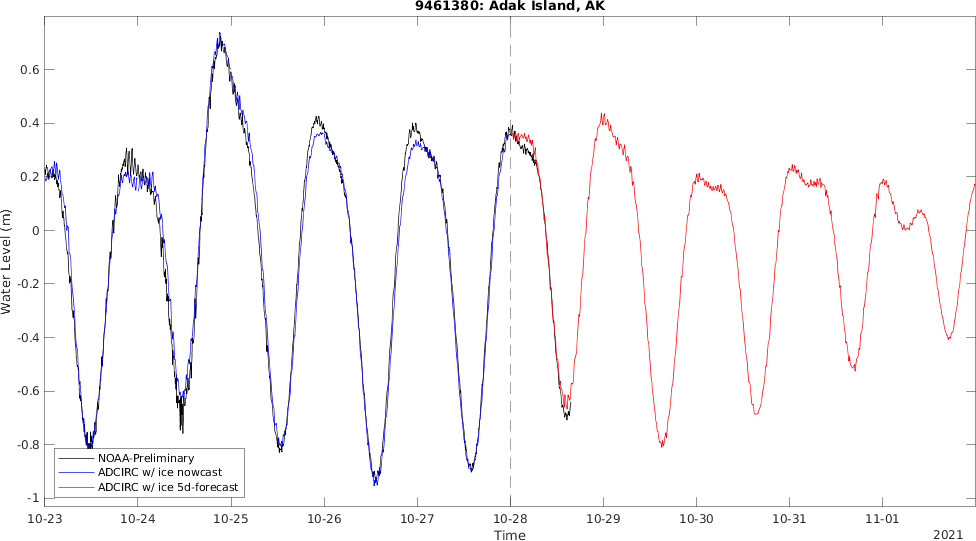 9461380: Adak Island, AK
0.6
0.4
0.2
0
-0.2
-0.4
-0.6
-0.8
-1
Water Level (m)
NOAA-Preliminary
ADCIRC w/ ice nowcast
ADCIRC w/ ice 5d-forecast
10-23 10-24 10-25 10-26 10-27 10-28 10-29 10-30 10-31 11-01
Time
2021